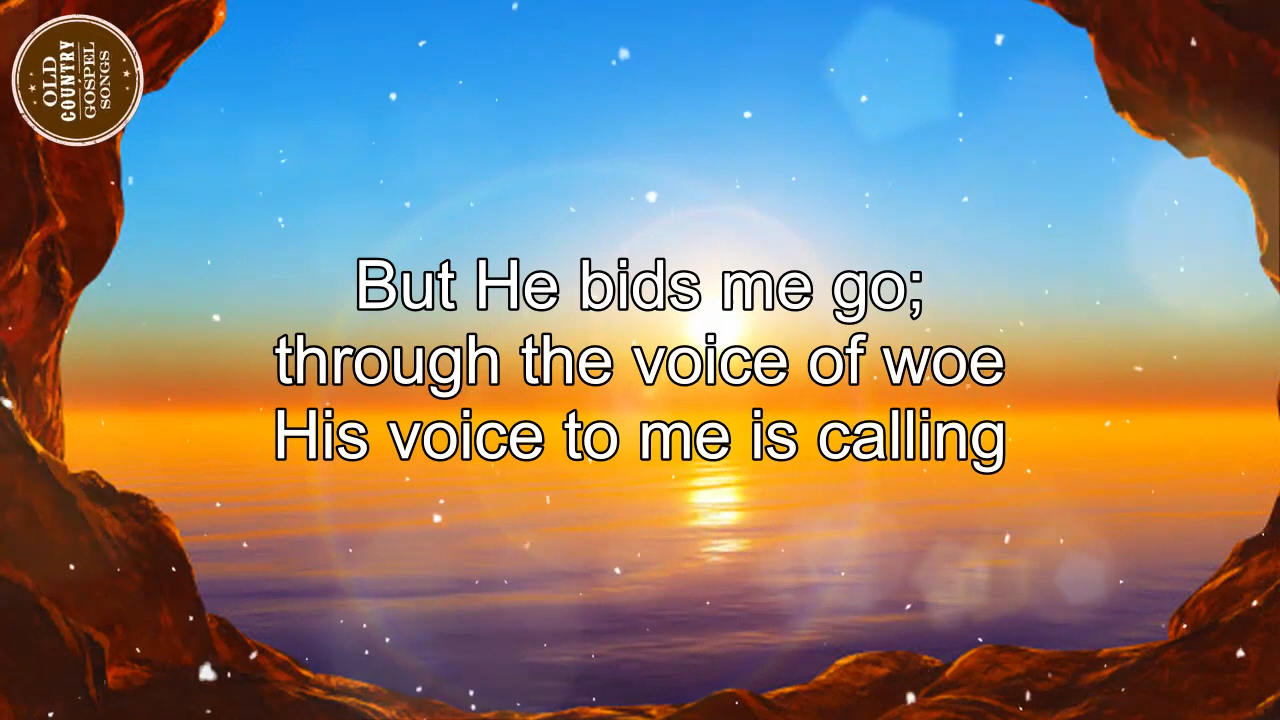 OLD
COUNTRY
GOSPEL
SONGS
But He bids me go;
through the voice of woe
His voice to me is calling